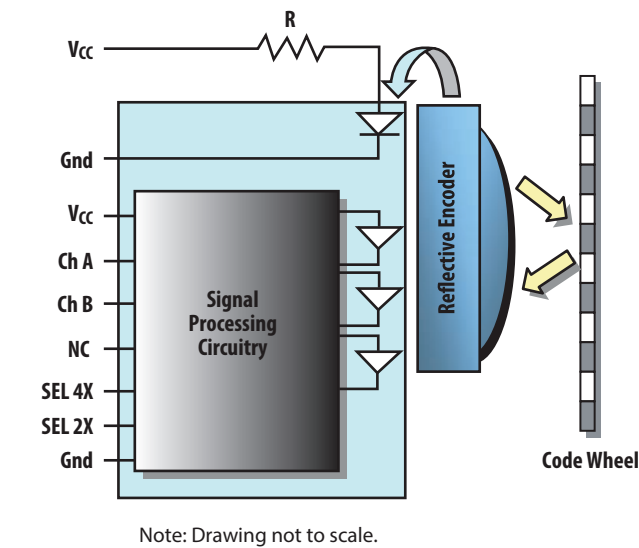 R
Vcc
Gnd
Vcc
Ch A
Ch B
NC
SEL 4X
SEL 2X
Gnd
Signal
Processing
Circuitry
Reflective Encoder
Code Wheel
Note: Drawing not to scale.